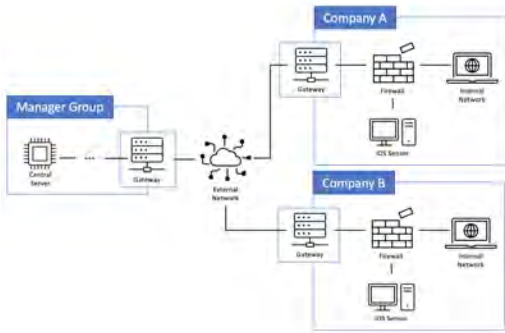 Company A
Gateway
Firewall
Internal
Network
IDS Sensor
Manager Group
Central
Server
...
Gateway
External
Network
Company B
Gateway
Firewall
Internal
Network
IDS Sensor